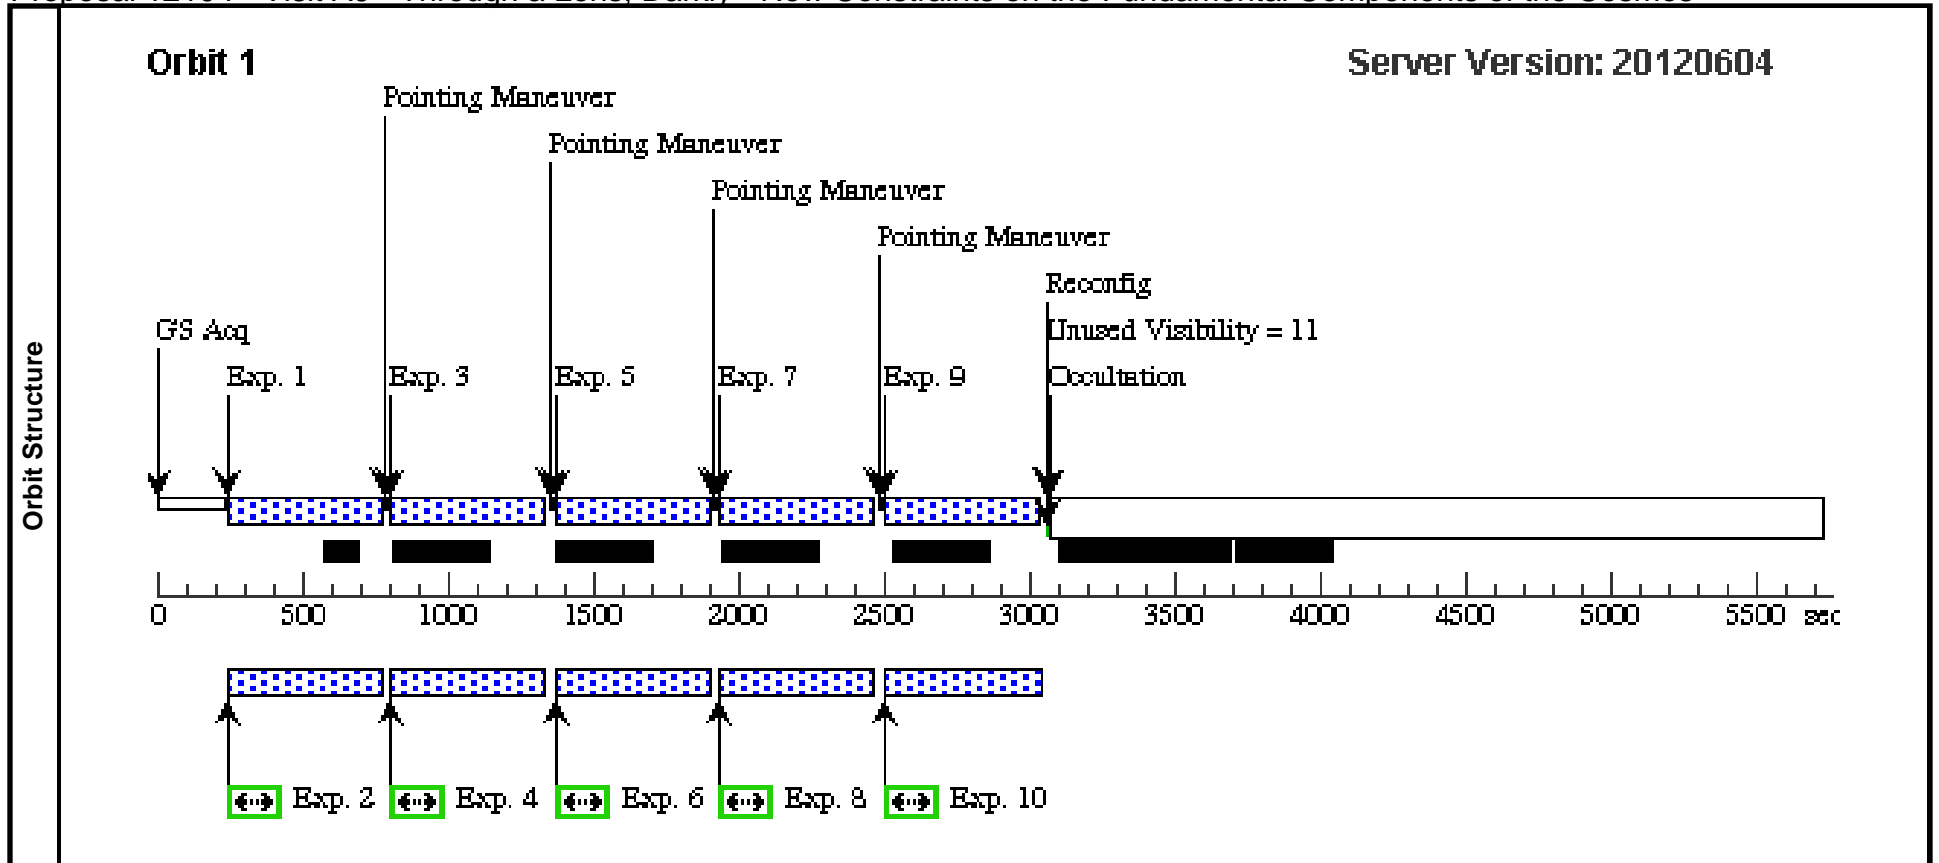 Orbit 1
Server Version: 20120604
Pointing Maneuver
Pointing Maneuver
Pointing Maneuver
Pointing Maneuver
Reconfig
GS Acq
Unused Visibility = 11
Exp. 1
Exp. 3
Exp. 5
Exp. 7
Exp. 9
Occultation
Orbit Structure
0 500 1000 1500 2000 2500 3000 3500 4000 4500 5000 5500 sec
Exp. 2
Exp. 4
Exp. 6
Exp. 8
Exp. 10